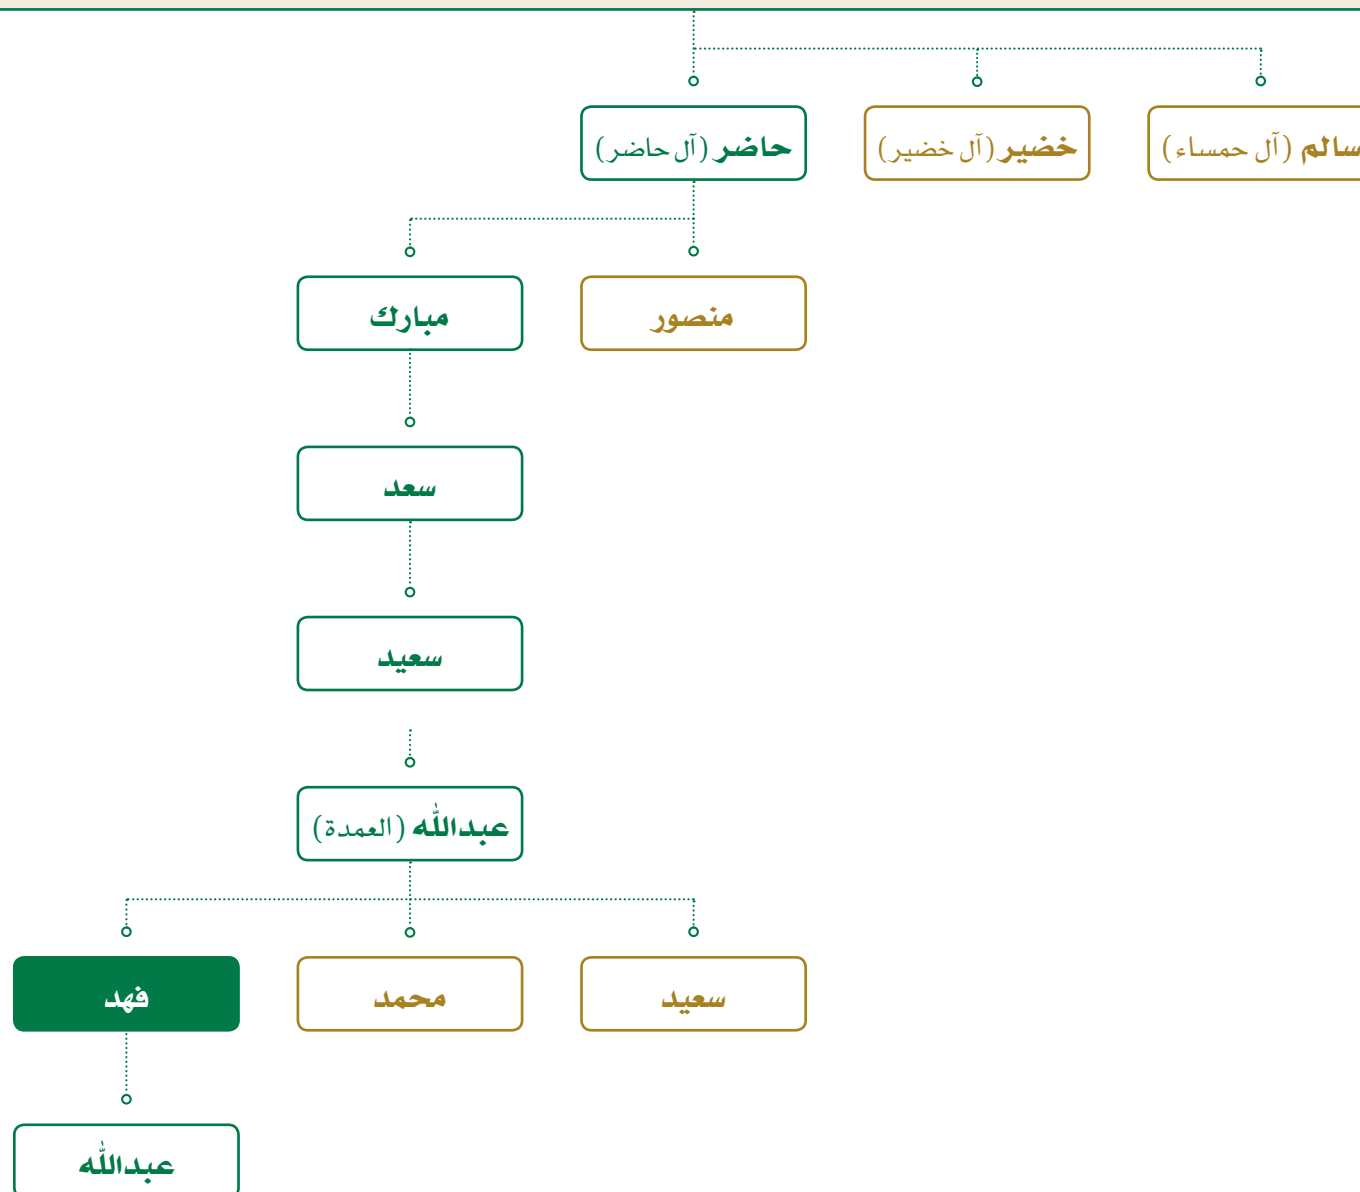 سالم (آل حمساء)
خضير (آل خضير)
حاضر (آل حاضر)
منصور
مبارك
سعد
سعيد
عبدالله (العمدة)
سعيد
محمد
فهد
عبدالله